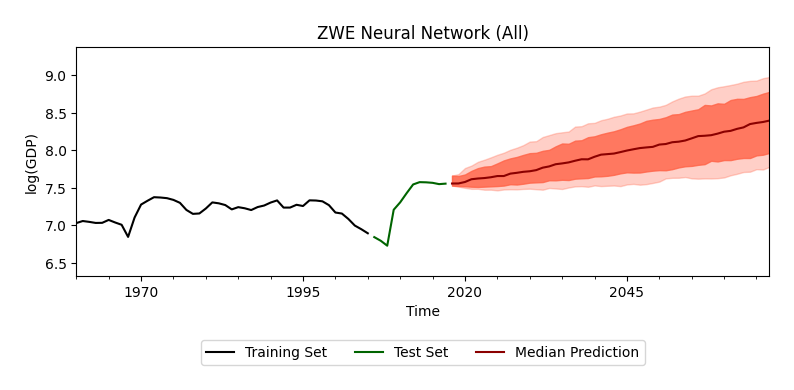 ZWE Neural Network (All)
9.0
8.5
8.0
7.5
7.0
6.5
log(GDP)
1970 1995 2020 2045
Time
Training Set Test Set Median Prediction